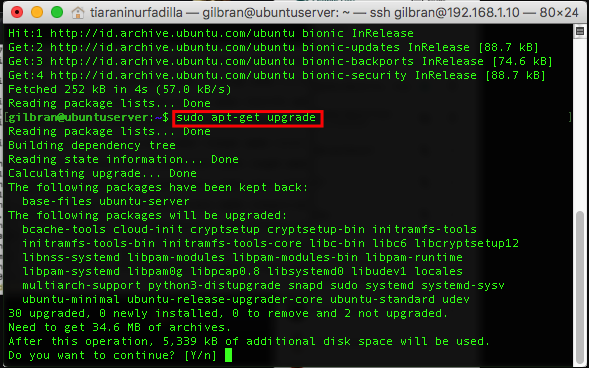 tiaraninurfadilla — gilbran@ubuntuserver: ~ — ssh gilbran@192.168.1.10 — 80×24
Hit:1 http://id.archive.ubuntu.com/ubuntu bionic InRelease
Get:2 http://id.archive.ubuntu.com/ubuntu bionic-updates InRelease [88.7 kB]
Get:3 http://id.archive.ubuntu.com/ubuntu bionic-backports InRelease [74.6 kB]
Get:4 http://id.archive.ubuntu.com/ubuntu bionic-security InRelease [88.7 kB]
Fetched 252 kB in 4s (57.0 kB/s)
Reading package lists... Done
[gilbran@ubuntuserver:~$ sudo apt-get upgrade ]
Reading package lists... Done
Building dependency tree
Reading state information... Done
Calculating upgrade... Done
The following packages have been kept back:
  base-files ubuntu-server
The following packages will be upgraded:
  bcache-tools cloud-init cryptsetup cryptsetup-bin initramfs-tools
  initramfs-tools-bin initramfs-tools-core libc-bin libc6 libcryptsetup12
  libnss-systemd libpam-modules libpam-modules-bin libpam-runtime
  libpam-systemd libpam0g libpcap0.8 libsystemd0 libudev1 locales
  multiarch-support python3-distupgrade snapd sudo systemd systemd-sysv
  ubuntu-minimal ubuntu-release-upgrader-core ubuntu-standard udev
30 upgraded, 0 newly installed, 0 to remove and 2 not upgraded.
Need to get 34.6 MB of archives.
After this operation, 5,339 kB of additional disk space will be used.
Do you want to continue? [Y/n]